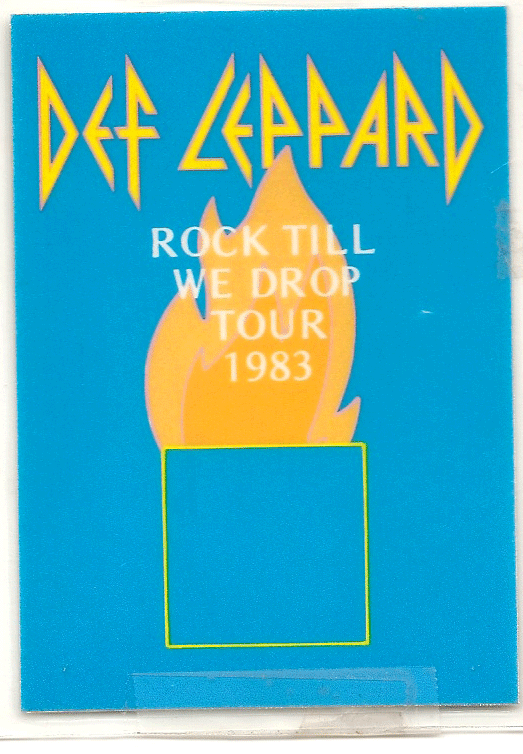 DEF LEPPARD
ROCK TILL
WE DROP
TOUR
1983